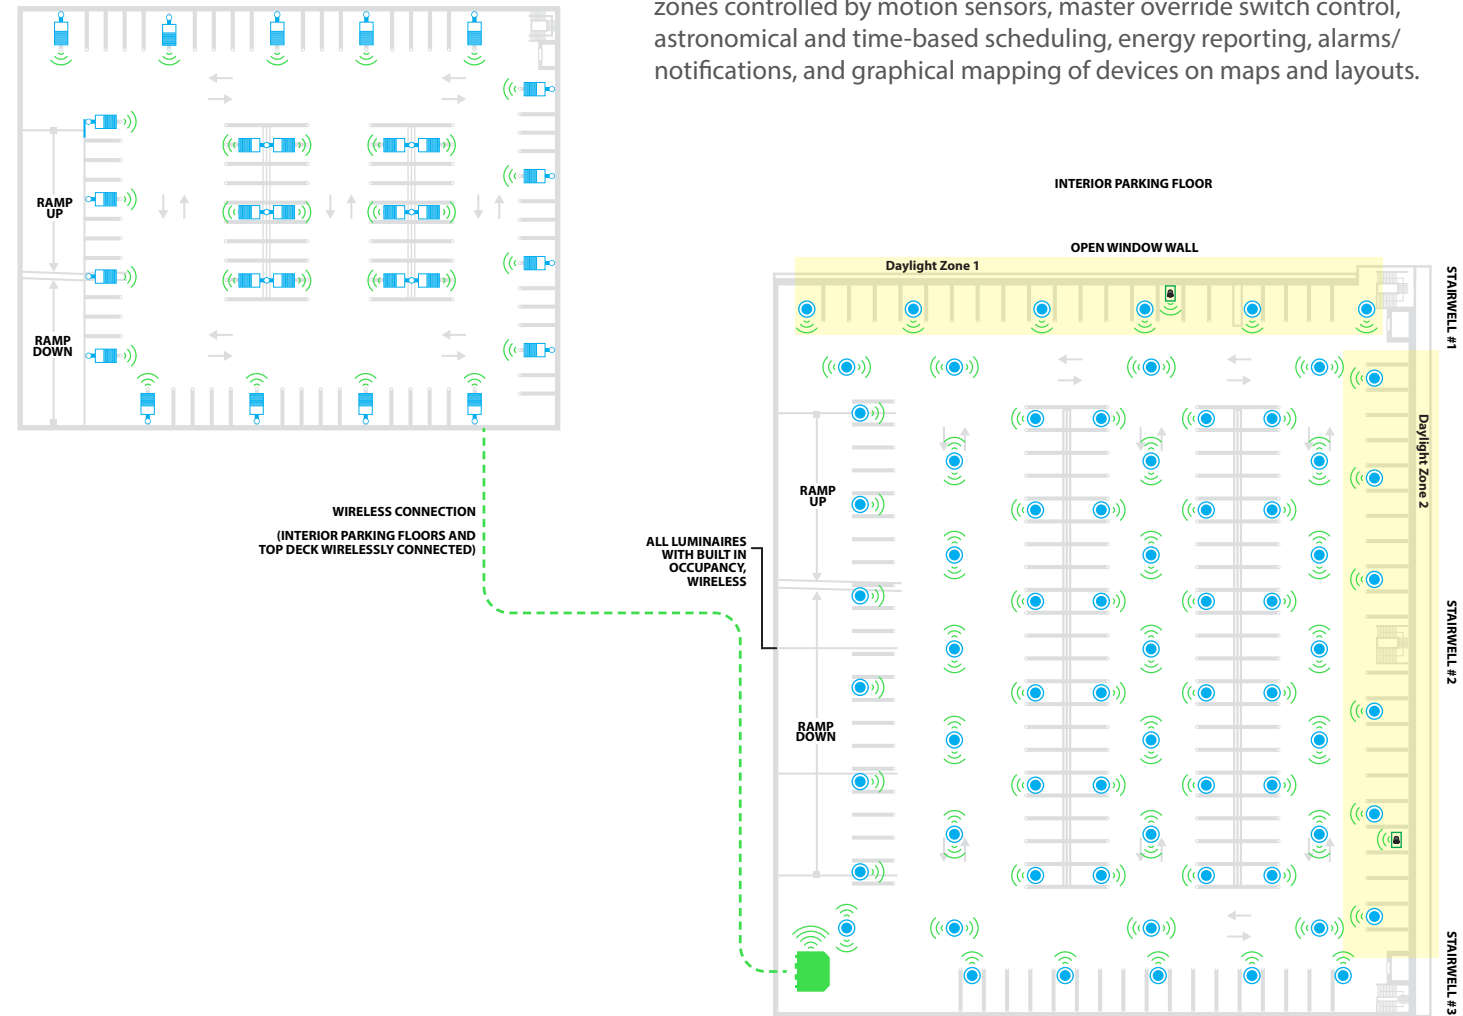 zones controlled by motion sensors, master override switch control,
astronomical and time-based scheduling, energy reporting, alarms/
notifications, and graphical mapping of devices on maps and layouts.
RAMP
UP
RAMP
DOWN
WIRELESS CONNECTION
(INTERIOR PARKING FLOORS AND
TOP DECK WIRELESSLY CONNECTED)
INTERIOR PARKING FLOOR
OPEN WINDOW WALL
Daylight Zone 1
STAIRWELL #1
Daylight Zone 2
RAMP
UP
ALL LUMINAIRES
WITH BUILT IN
OCCUPANCY,
WIRELESS
STAIRWELL #2
RAMP
DOWN
STAIRWELL #3